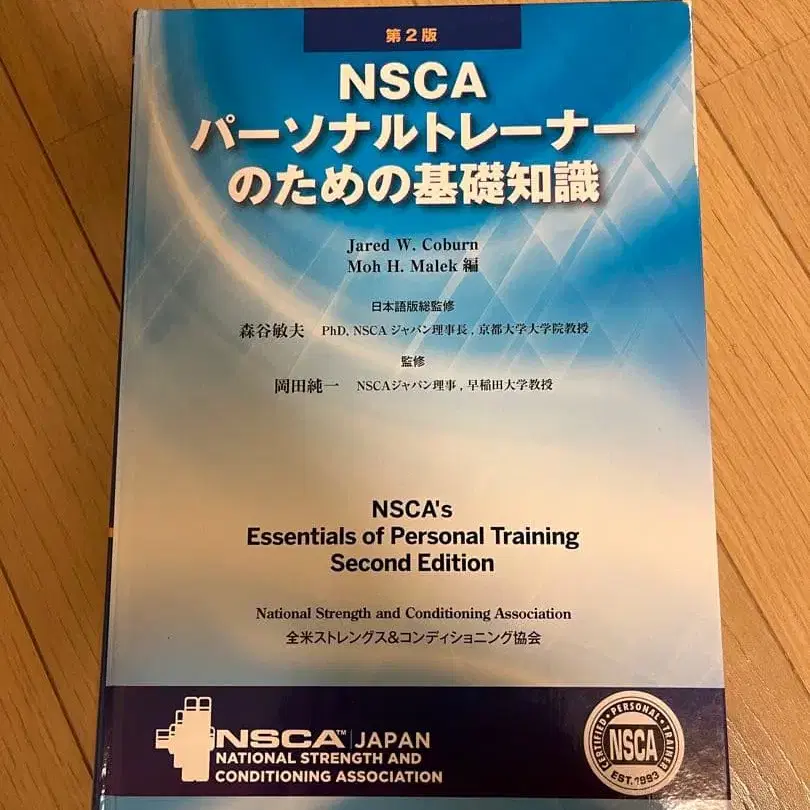 第2版
NSCA
パーソナルトレーナー
のための基礎知識
Jared W. Coburn
Moh H. Malek 編
日本語版総監修
森谷敏夫 PhD, NSCA ジャパン理事長, 京都大学大学院教授
監修
岡田純一 NSCAジャパン理事, 早稲田大学教授
NSCA's
Essentials of Personal Training
Second Edition
National Strength and Conditioning Association
全米ストレングス&コンディショニング協会
NSCA™ JAPAN
NATIONAL STRENGTH AND
CONDITIONING ASSOCIATION
CERTIFIED • PERSONAL • TRAINER
NSCA
EST. 1993